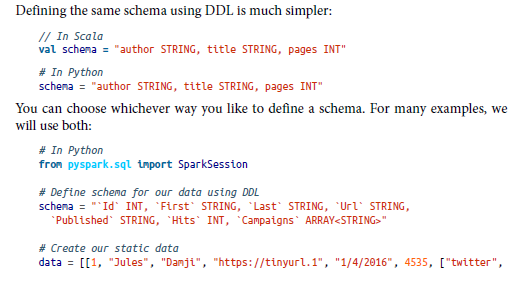 Defining the same schema using DDL is much simpler:
// In Scala
val schema = "author STRING, title STRING, pages INT"
# In Python
schema = "author STRING, title STRING, pages INT"
You can choose whichever way you like to define a schema. For many examples, we
will use both:
# In Python
from pyspark.sql import SparkSession
# Define schema for our data using DDL
schema = "`Id` INT, `First` STRING, `Last` STRING, `Url` STRING,
`Published` STRING, `Hits` INT, `Campaigns` ARRAY<STRING>"
# Create our static data
data = [[1, "Jules", "Damji", "https://tinyurl.1", "1/4/2016", 4535, ["twitter",